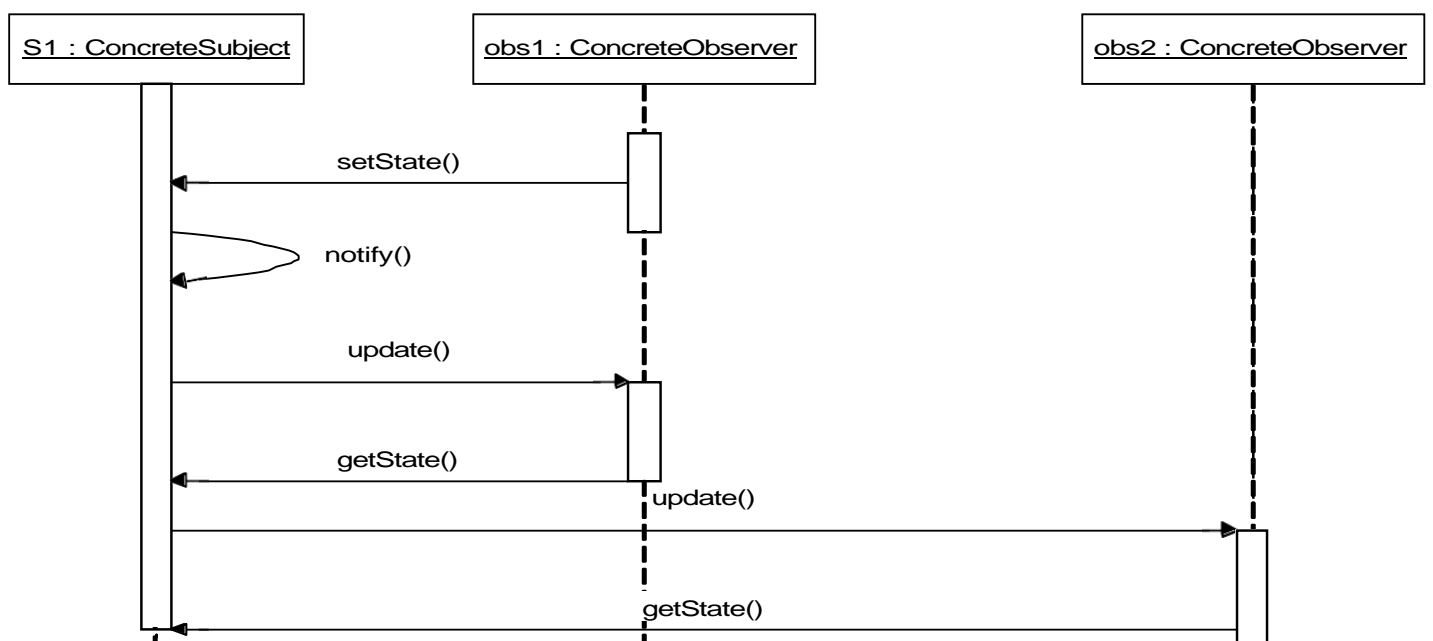 S1 : ConcreteSubject
obs1 : ConcreteObserver
obs2 : ConcreteObserver
setState()
notify()
update()
getState()
update()
getState()